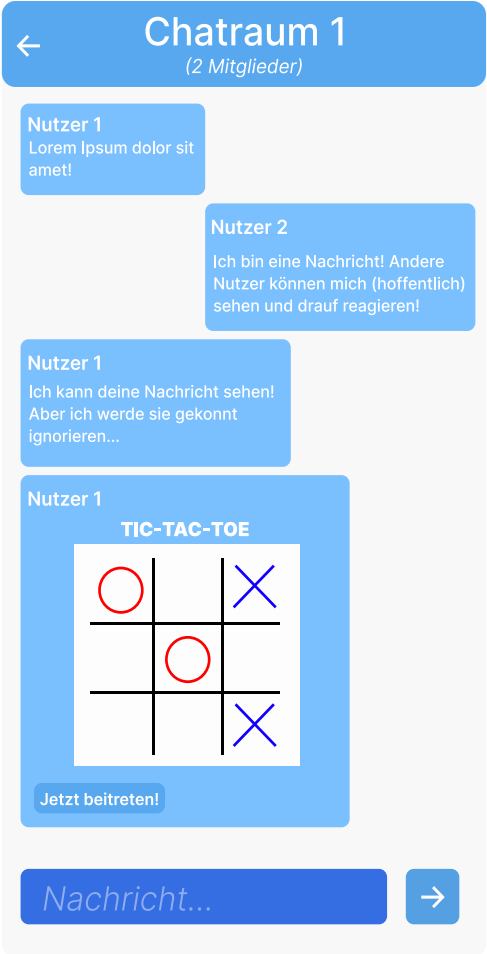 Chatraum 1
(2 Mitglieder)
Nutzer 1
Lorem Ipsum dolor sit
amet!
Nutzer 2
Ich bin eine Nachricht! Andere
Nutzer können mich (hoffentlich)
sehen und drauf reagieren!
Nutzer 1
Ich kann deine Nachricht sehen!
Aber ich werde sie gekonnt
ignorieren...
Nutzer 1
TIC-TAC-TOE
Jetzt beitreten!
Nachricht...